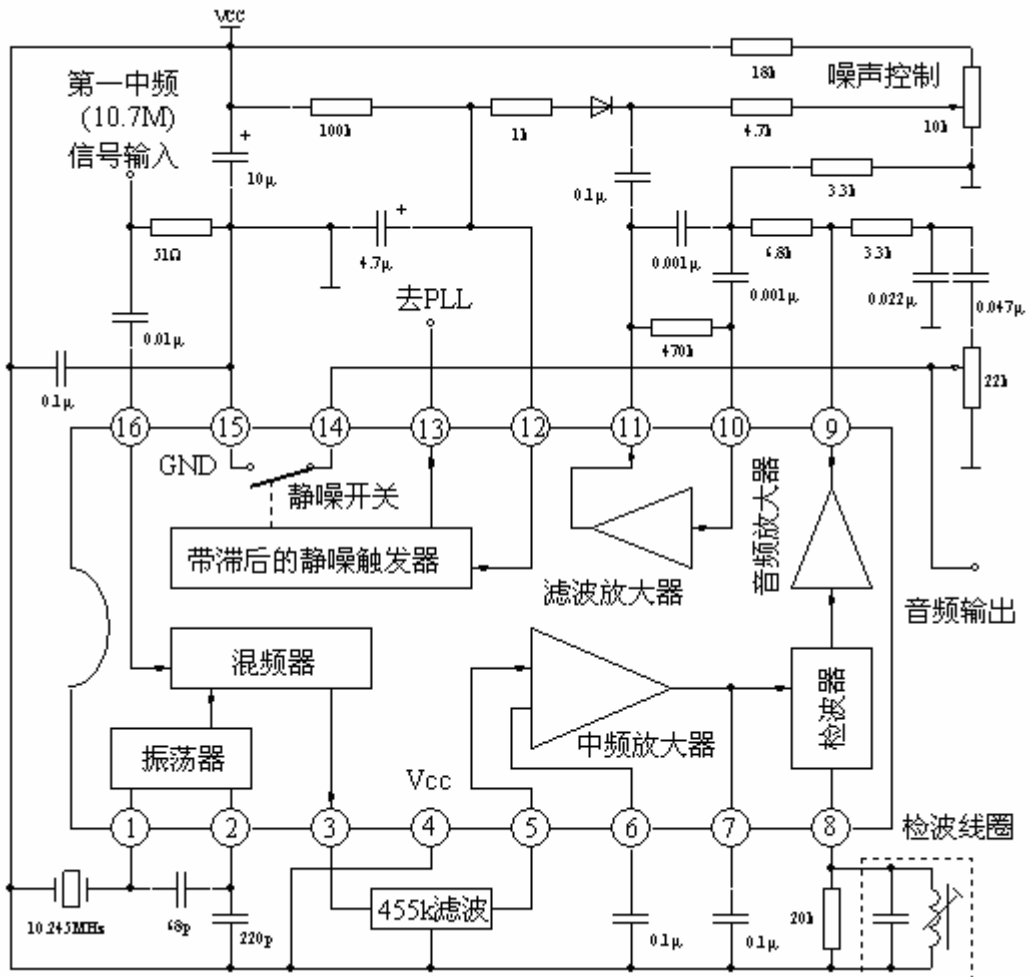 VCC
18k
噪声控制
第一中频
(10.7M)
信号输入
100k
1k
4.7k
10k
+
10μ
0.1μ
3.3k
51Ω
+
4.7μ
0.001μ
6.8k
3.3k
0.001μ
0.022μ
0.047μ
去PLL
0.01μ
470k
22k
0.1μ
16
15
14
13
12
11
10
9
GND
静噪开关
带滞后的静噪触发器
滤波放大器
音频放大器
音频输出
混频器
振荡器
中频放大器
检波器
Vcc
1
2
3
4
5
6
7
8
检波线圈
10.245MHz
68p
220p
455k滤波
0.1μ
0.1μ
20k